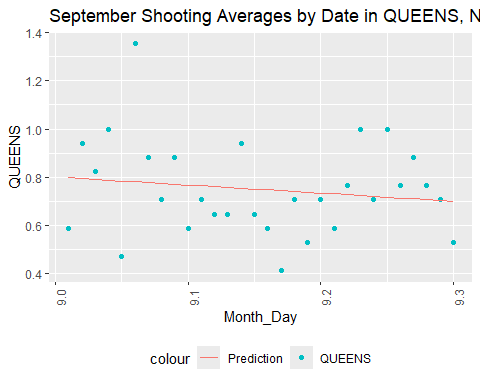 September Shooting Averages by Date in QUEENS, N
1.4
1.2
1.0
0.8
0.6
0.4
QUEENS
9.0
9.1
9.2
9.3
Month_Day
colour Prediction QUEENS